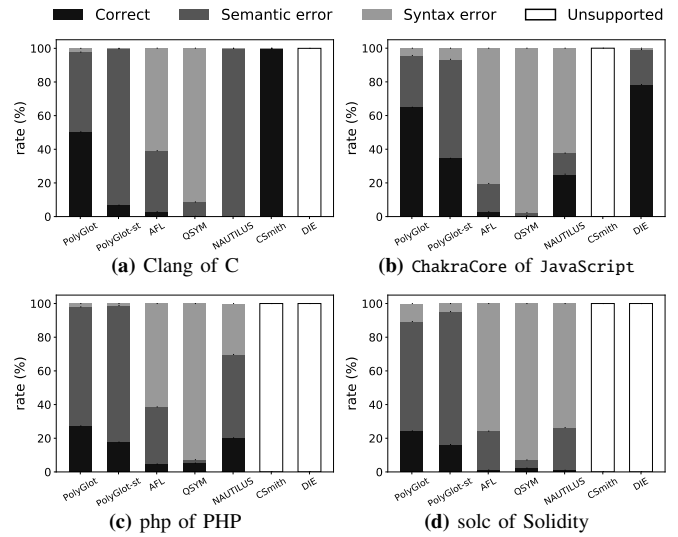 Correct Semantic error Syntax error Unsupported
100
80
60
40
20
0
rate (%)
PolyGlot PolyGlot-st AFL QSYM NAUTILUS CSmith DIE
(a) Clang of C
100
80
60
40
20
0
rate (%)
PolyGlot PolyGlot-st AFL QSYM NAUTILUS CSmith DIE
(b) ChakraCore of JavaScript
100
80
60
40
20
0
rate (%)
PolyGlot PolyGlot-st AFL QSYM NAUTILUS CSmith DIE
(c) php of PHP
100
80
60
40
20
0
rate (%)
PolyGlot PolyGlot-st AFL QSYM NAUTILUS CSmith DIE
(d) solc of Solidity